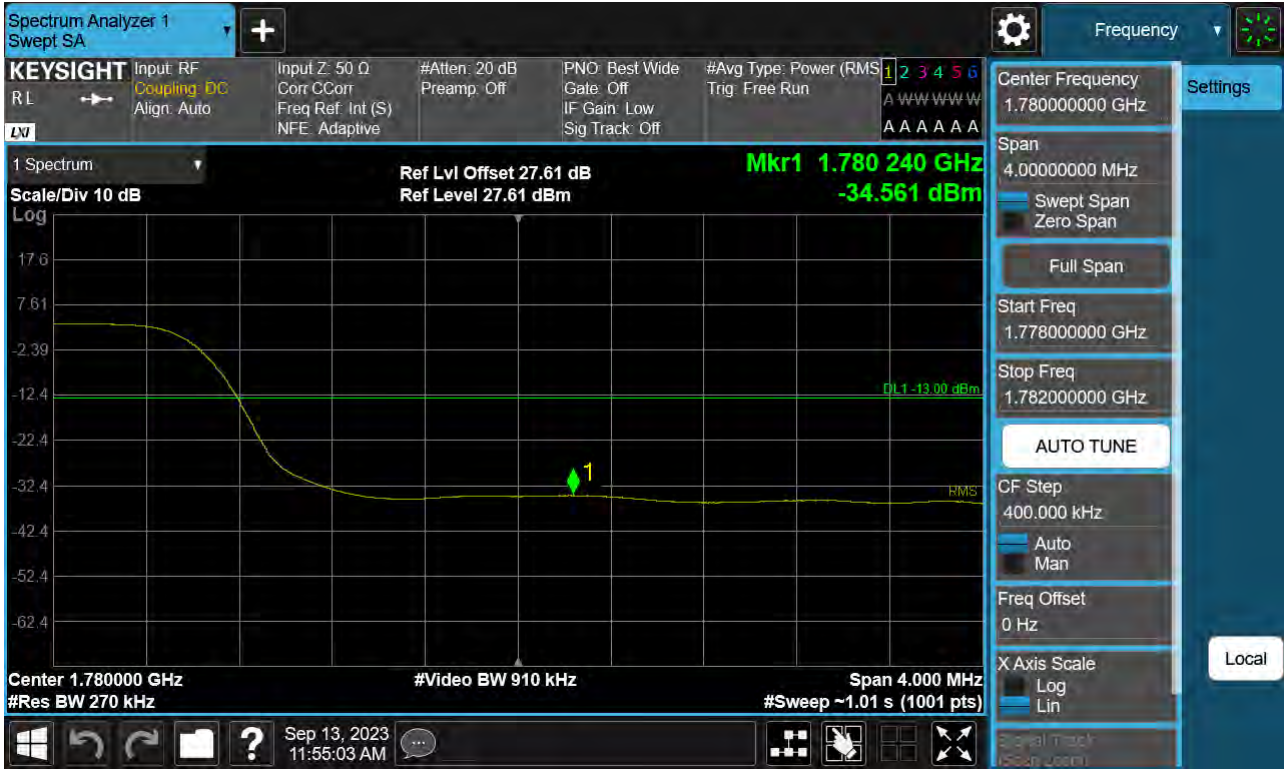 Spectrum Analyzer 1
Swept SA
+
Frequency
KEYSIGHT
R L
LXI
Input: RF
Coupling: DC
Align: Auto
Input Z: 50 Ω
Corr CCorr
Freq Ref: Int (S)
NFE: Adaptive
#Atten: 20 dB
Preamp: Off
PNO: Best Wide
Gate: Off
IF Gain: Low
Sig Track: Off
#Avg Type: Power (RMS
Trig: Free Run
1 2 3 4 5 6
A W W W W W
A A A A A A
1 Spectrum
Scale/Div 10 dB
Log
Ref Lvl Offset 27.61 dB
Ref Level 27.61 dBm
Mkr1 1.780 240 GHz
-34.561 dBm
17.6
7.61
-2.39
-12.4
-22.4
-32.4
-42.4
-52.4
-62.4
DL1 -13.00 dBm
1
RMS
Center 1.780000 GHz
#Video BW 910 kHz
Span 4.000 MHz
#Res BW 270 kHz
#Sweep ~1.01 s (1001 pts)
Center Frequency
1.780000000 GHz
Settings
Span
4.00000000 MHz
Swept Span
Zero Span
Full Span
Start Freq
1.778000000 GHz
Stop Freq
1.782000000 GHz
AUTO TUNE
CF Step
400.000 kHz
Auto
Man
Freq Offset
0 Hz
X Axis Scale
Log
Lin
Signal Track
(Span Zoom)
Local
?
Sep 13, 2023
11:55:03 AM